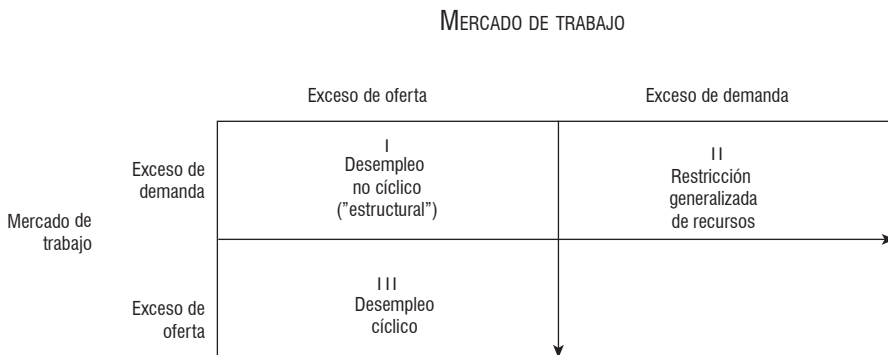 MERCADO DE TRABAJO
Exceso de oferta
Exceso de demanda
Exceso de
demanda
I
Desempleo
no cíclico
("estructural")
II
Restricción
generalizada
de recursos
Mercado de
trabajo
Exceso de
oferta
III
Desempleo
cíclico